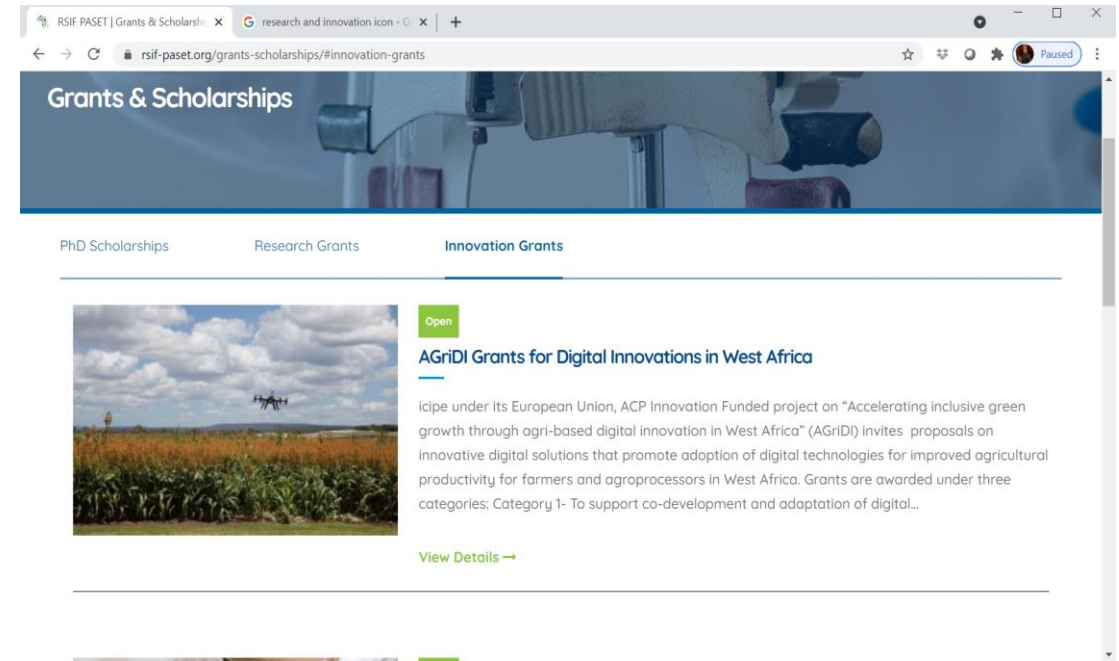 RSIF PASET | Grants & Scholarshi
research and innovation icon - G
rsif-paset.org/grants-scholarships/#innovation-grants
Paused
Grants & Scholarships
PhD Scholarships
Research Grants
Innovation Grants
Open
AGriDI Grants for Digital Innovations in West Africa
icipe under its European Union, ACP Innovation Funded project on “Accelerating inclusive green
growth through agri-based digital innovation in West Africa” (AGriDI) invites proposals on
innovative digital solutions that promote adoption of digital technologies for improved agricultural
productivity for farmers and agroprocessors in West Africa. Grants are awarded under three
categories: Category 1- To support co-development and adaptation of digital...
View Details →